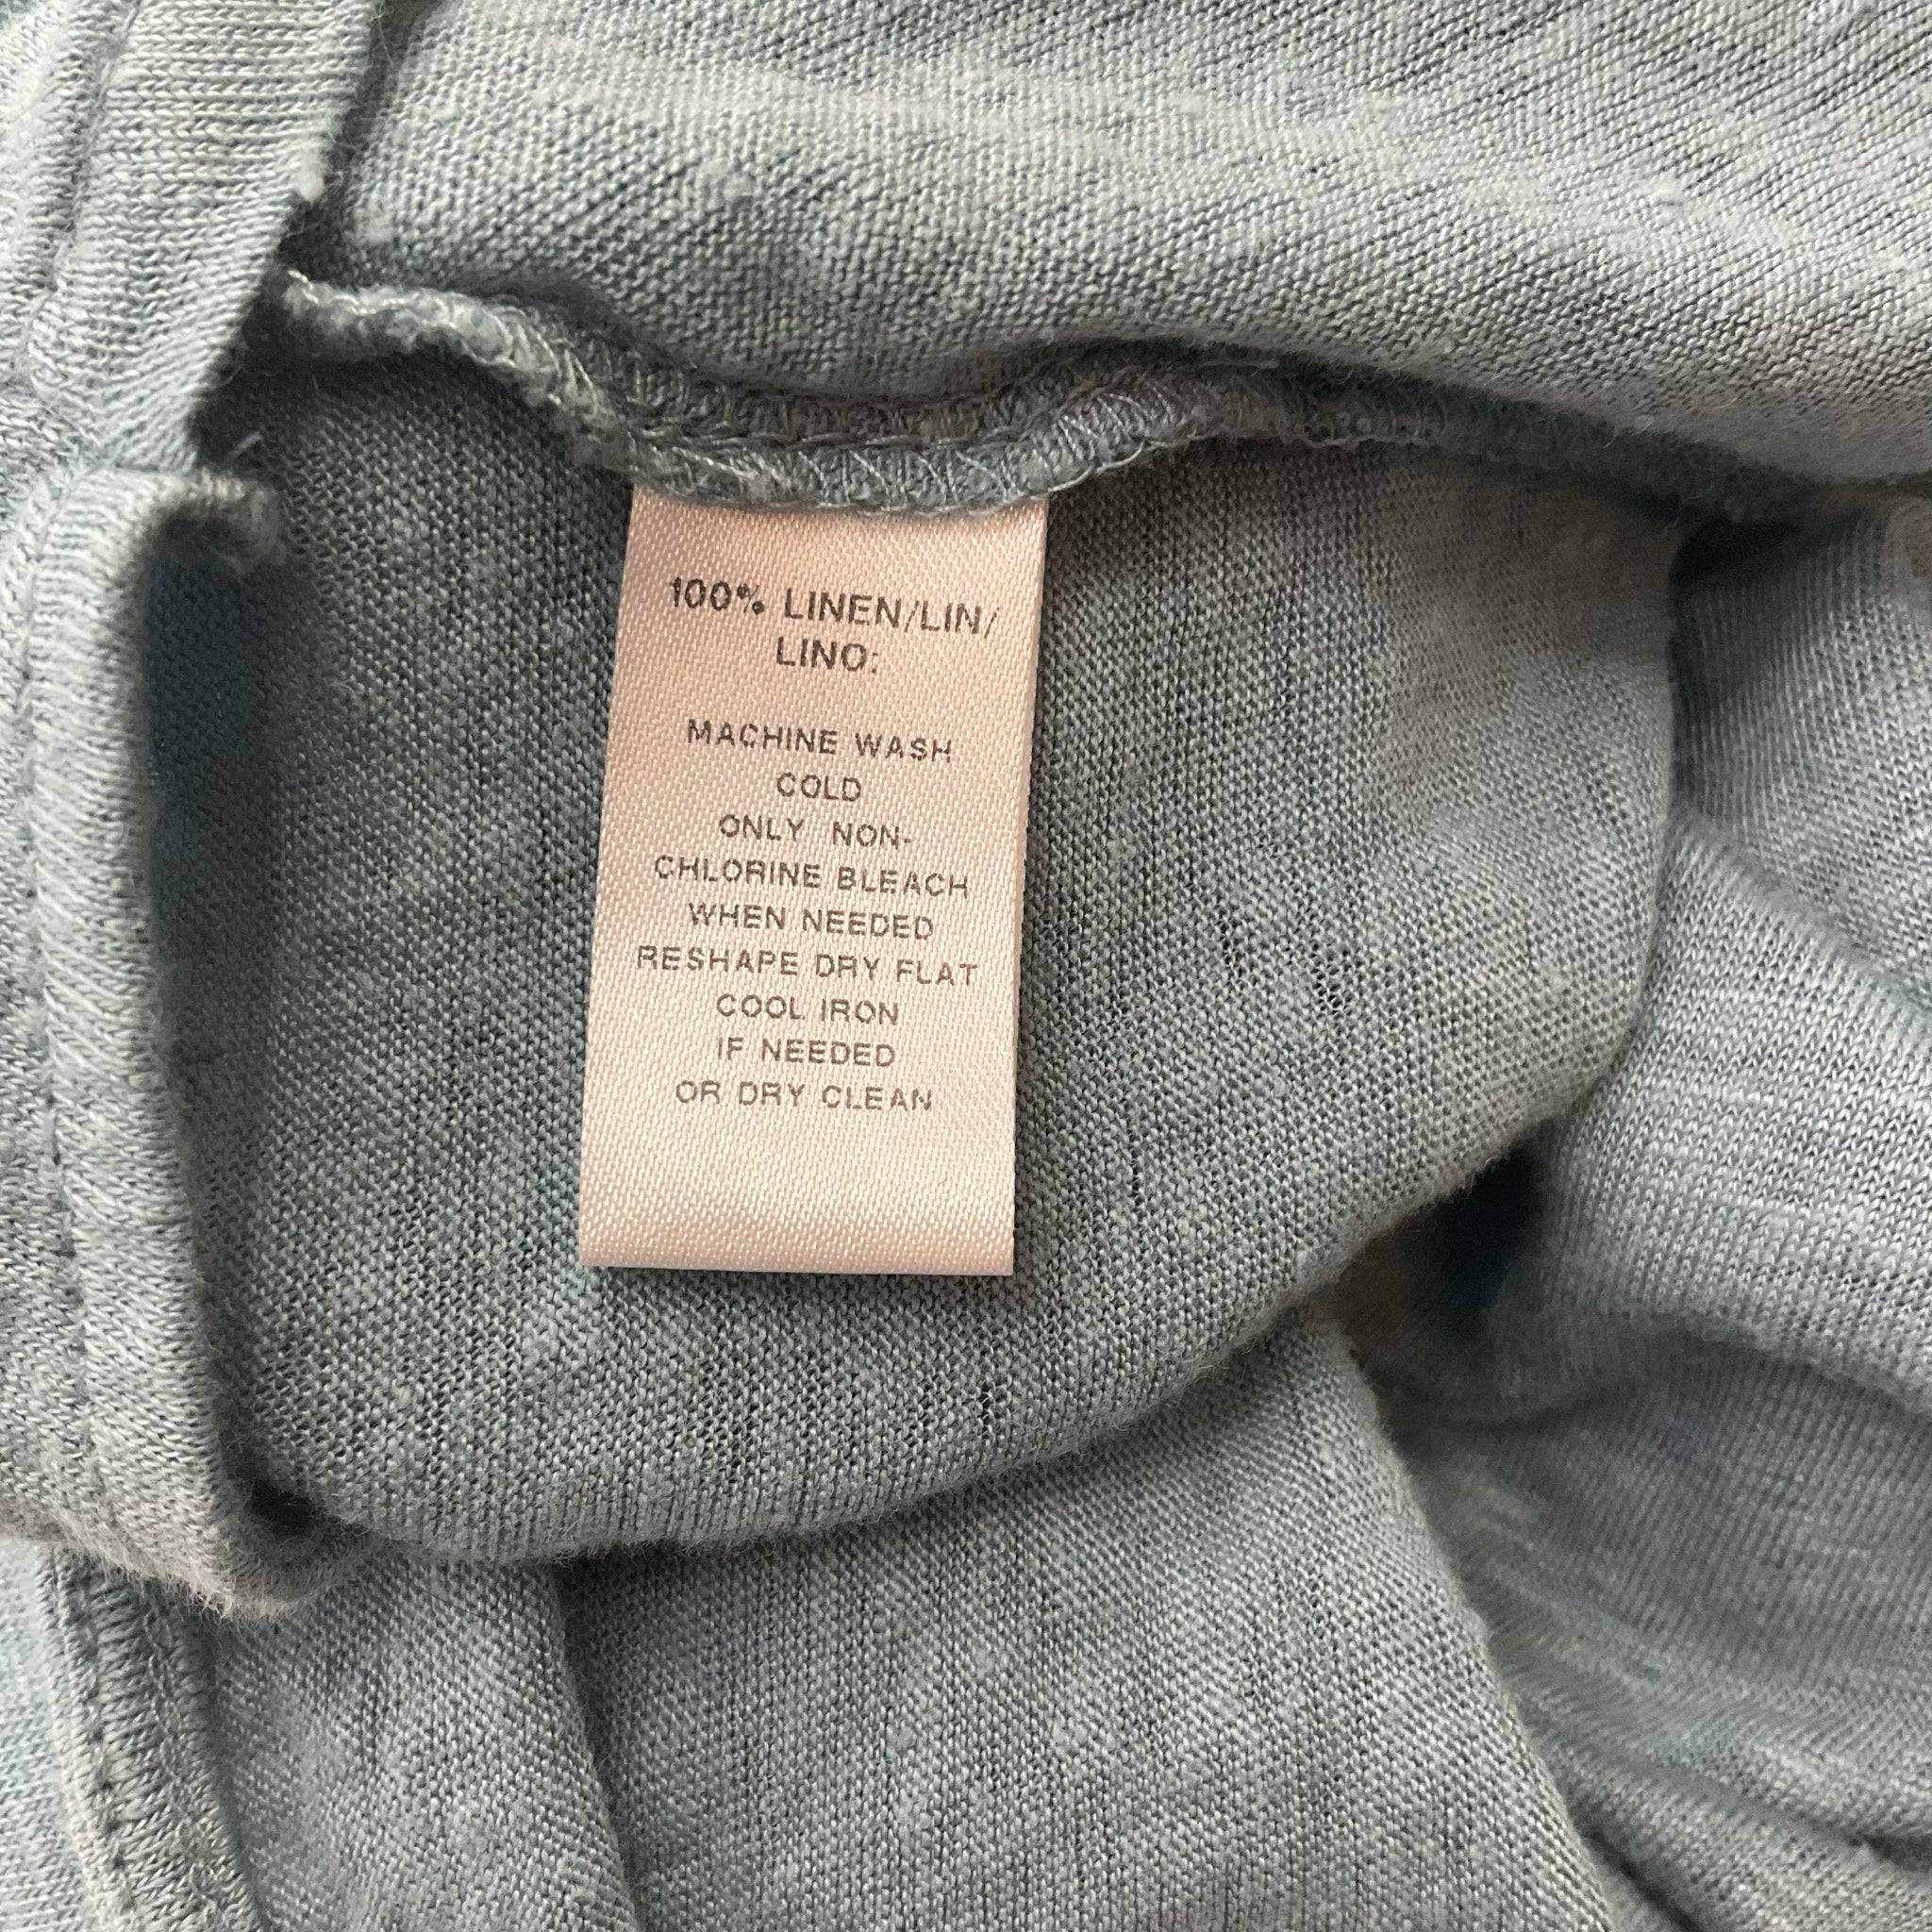 100% LINEN/LIN/
LINO:
MACHINE WASH
COLD
ONLY NON-
CHLORINE BLEACH
WHEN NEEDED
RESHAPE DRY FLAT
COOL IRON
IF NEEDED
OR DRY CLEAN